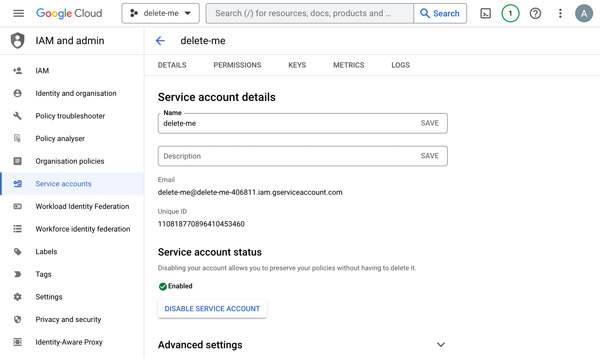 Google Cloud
delete-me
Search (/) for resources, docs, products and ...
Search
1
A
IAM and admin
delete-me
DETAILS
PERMISSIONS
KEYS
METRICS
LOGS
IAM
Identity and organisation
Policy troubleshooter
Policy analyser
Organisation policies
Service accounts
Workload Identity Federation
Workforce identity federation
Labels
Tags
Settings
Privacy and security
Identity-Aware Proxy
Service account details
Name
delete-me
SAVE
Description
SAVE
Email
delete-me@delete-me-406811.iam.gserviceaccount.com
Unique ID
110818770896410453460
Service account status
Disabling your account allows you to preserve your policies without having to delete it.
Enabled
DISABLE SERVICE ACCOUNT
Advanced settings